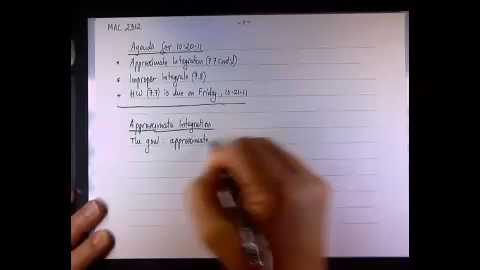 MAC 2312
-1-
Agenda for 10-20-11
* Approximate Integration (7.7 cont'd)
* Improper Integrals (7.8)
* HW (7.7) is due on Friday, 10-21-11
Approximate Integration
The goal : approximate